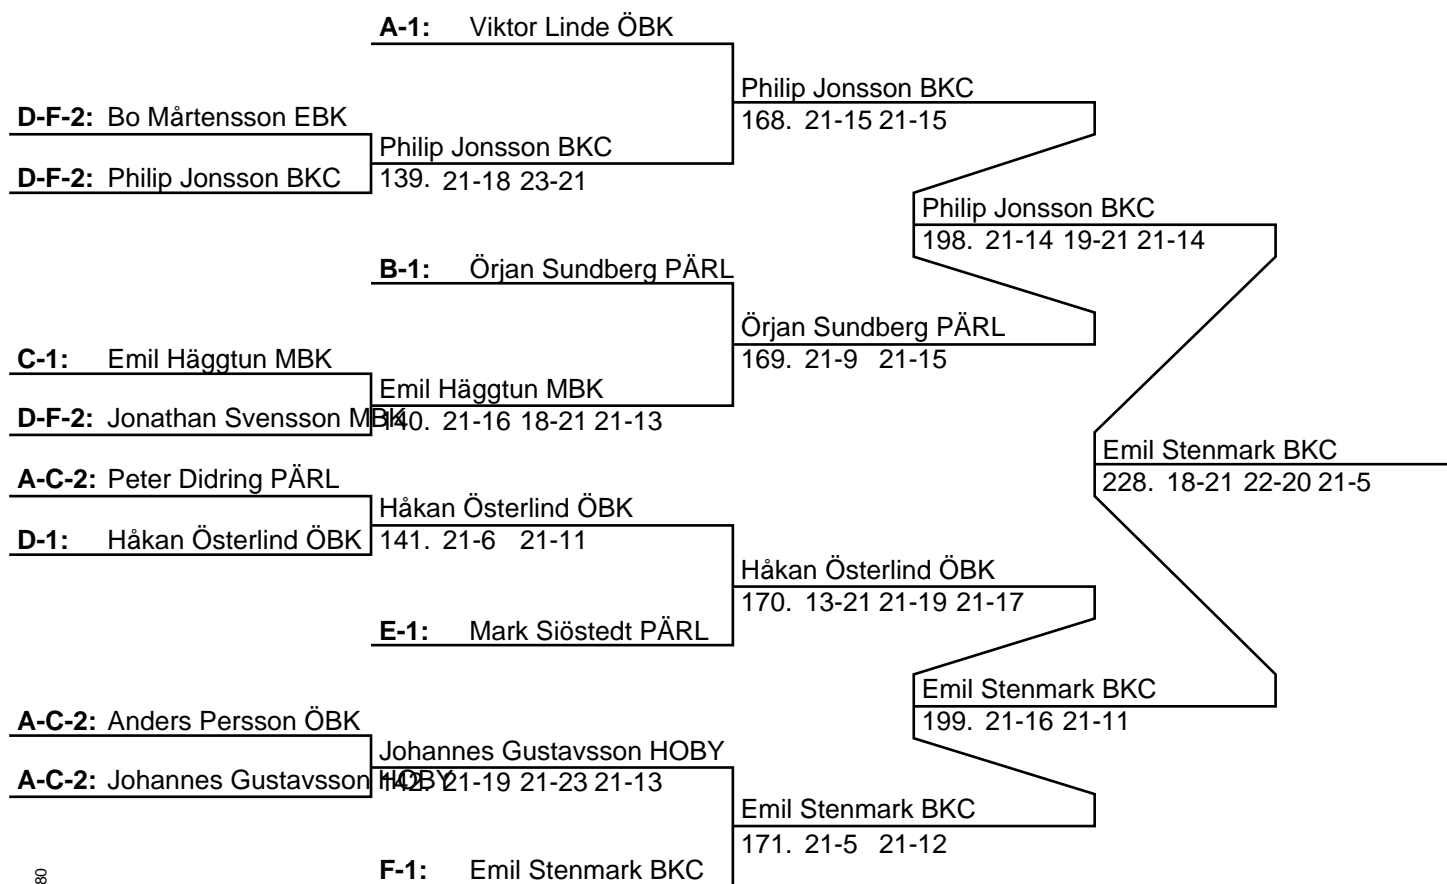 A-1: Viktor Linde ÖBK
Philip Jonsson BKC
D-F-2: Bo Mårtensson EBK
168. 21-15 21-15
Philip Jonsson BKC
D-F-2: Philip Jonsson BKC
139. 21-18 23-21
Philip Jonsson BKC
198. 21-14 19-21 21-14
B-1: Örjan Sundberg PÄRL
Örjan Sundberg PÄRL
C-1: Emil Häggtun MBK
169. 21-9 21-15
Emil Häggtun MBK
D-F-2: Jonathan Svensson MBK
140. 21-16 18-21 21-13
Emil Stenmark BKC
A-C-2: Peter Didring PÄRL
228. 18-21 22-20 21-5
Håkan Österlind ÖBK
D-1: Håkan Österlind ÖBK
141. 21-6 21-11
Håkan Österlind ÖBK
170. 13-21 21-19 21-17
E-1: Mark Siöstedt PÄRL
Emil Stenmark BKC
A-C-2: Anders Persson ÖBK
199. 21-16 21-11
Johannes Gustavsson HOBY
A-C-2: Johannes Gustavsson HOBY
142. 21-19 21-23 21-13
Emil Stenmark BKC
171. 21-5 21-12
F-1: Emil Stenmark BKC
80